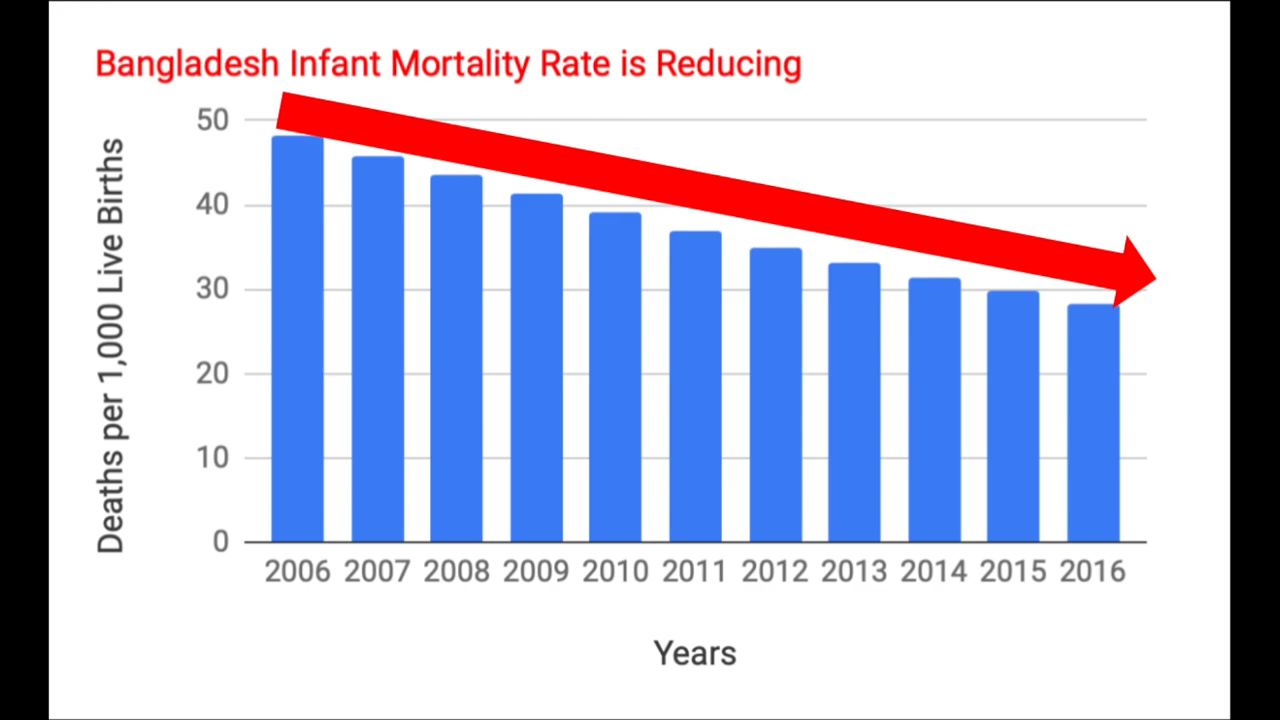 Bangladesh Infant Mortality Rate is Reducing
Deaths per 1,000 Live Births
50
40
30
20
10
0
2006 2007 2008 2009 2010 2011 2012 2013 2014 2015 2016
Years